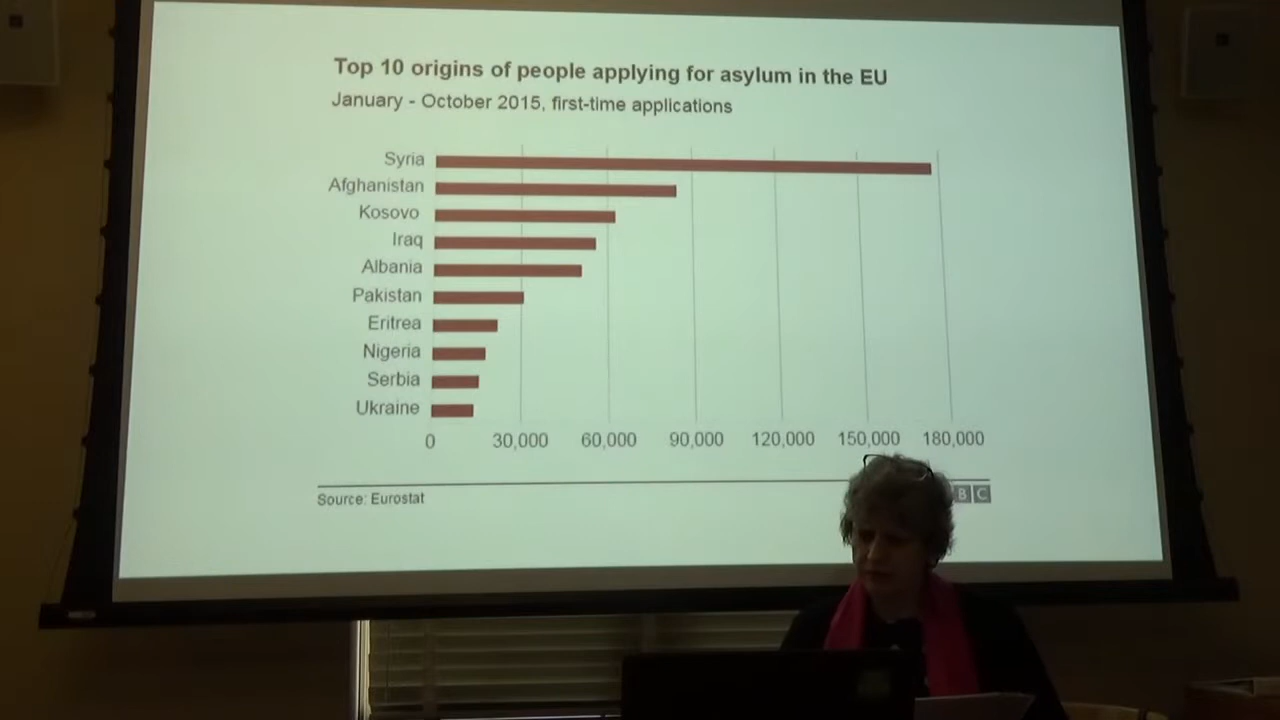 Top 10 origins of people applying for asylum in the EU
January - October 2015, first-time applications
Syria
Afghanistan
Kosovo
Iraq
Albania
Pakistan
Eritrea
Nigeria
Serbia
Ukraine
0 30,000 60,000 90,000 120,000 150,000 180,000
Source: Eurostat
B C